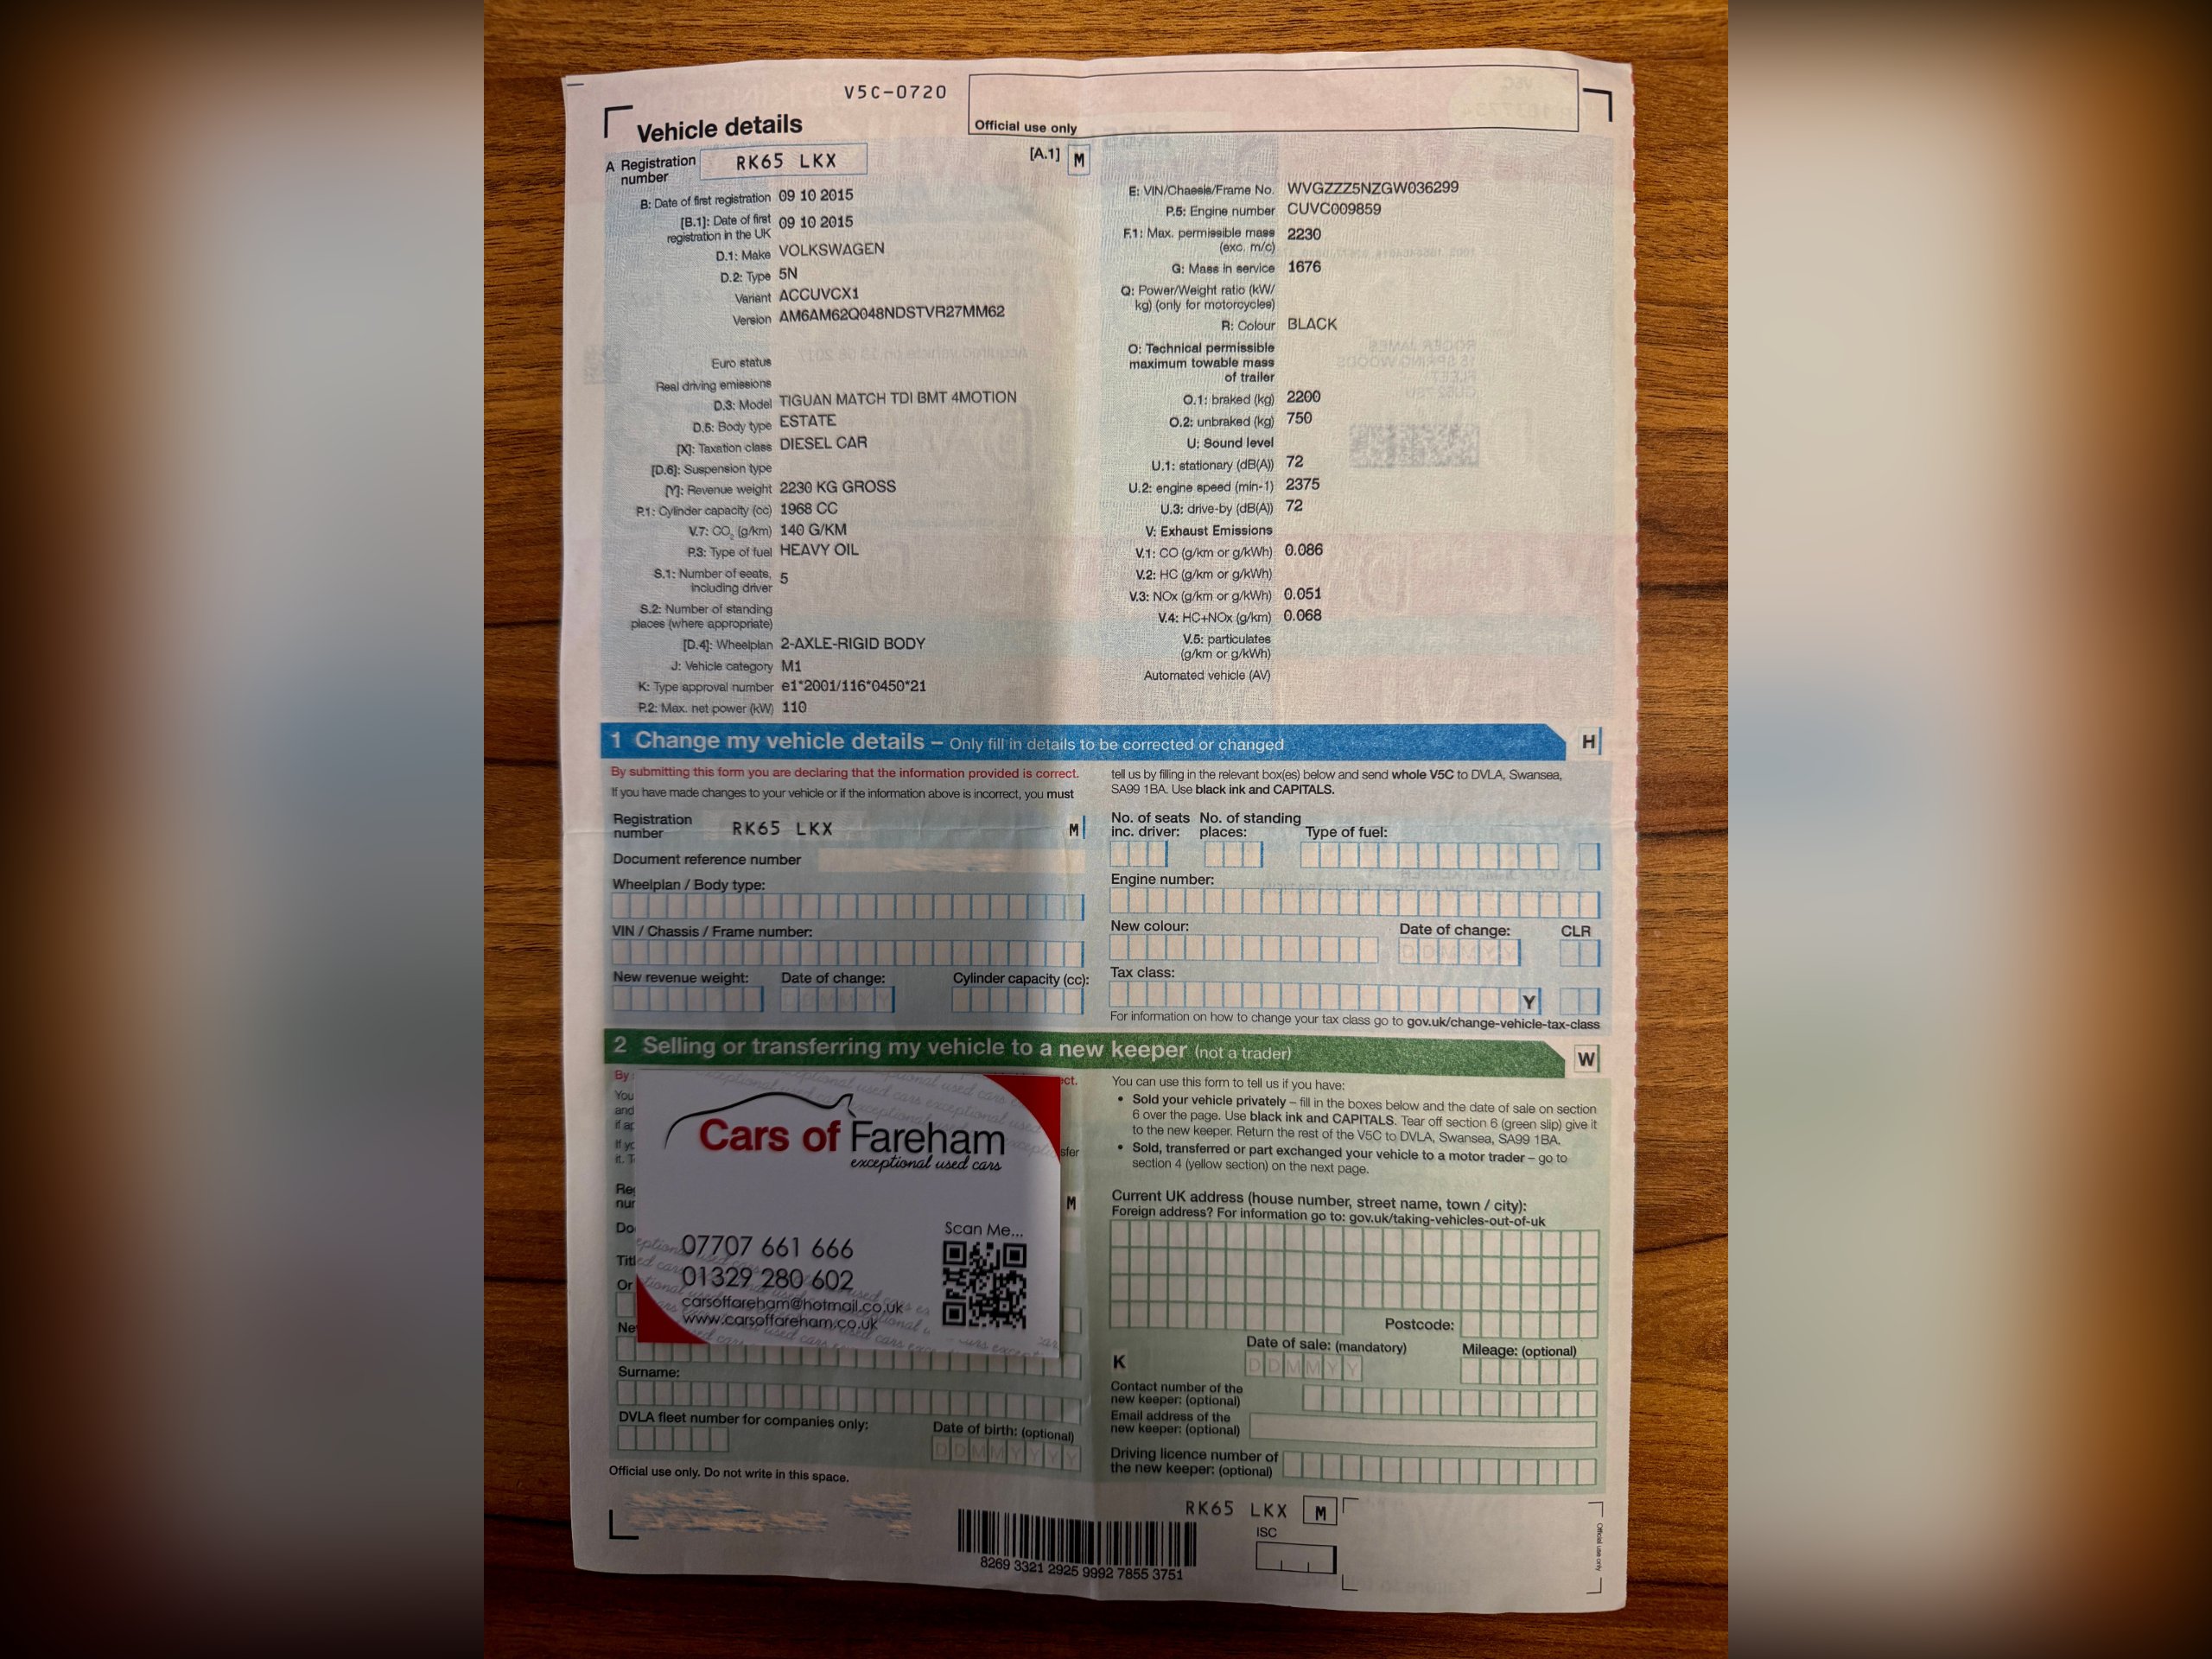 V5C-0720
Official use only
Vehicle details
A Registration number RK65 LKX
[A.1] M
B: Date of first registration 09 10 2015
[B.1]: Date of first registration in the UK 09 10 2015
D.1: Make VOLKSWAGEN
D.2: Type 5N
Variant ACCUVCX1
Version AM6AM62Q048NDSTVR27MM62
Euro status
Real driving emissions
D.3: Model TIGUAN MATCH TDI BMT 4MOTION
D.5: Body type ESTATE
[X]: Taxation class DIESEL CAR
[D.6]: Suspension type
[Y]: Revenue weight 2230 KG GROSS
P.1: Cylinder capacity (cc) 1968 CC
V.7: CO2 (g/km) 140 G/KM
P.3: Type of fuel HEAVY OIL
S.1: Number of seats, including driver 5
S.2: Number of standing places (where appropriate)
[D.4]: Wheelplan 2-AXLE-RIGID BODY
J: Vehicle category M1
K: Type approval number e1*2001/116*0450*21
P.2: Max. net power (kW) 110
E: VIN/Chassis/Frame No. WVGZZZ5NZGW036299
P.5: Engine number CUVC009859
F.1: Max. permissible mass (exc. m/c) 2230
G: Mass in service 1676
Q: Power/Weight ratio (kW/kg) (only for motorcycles)
R: Colour BLACK
O: Technical permissible maximum towable mass of trailer
O.1: braked (kg) 2200
O.2: unbraked (kg) 750
U: Sound level
U.1: stationary (dB(A)) 72
U.2: engine speed (min-1) 2375
U.3: drive-by (dB(A)) 72
V: Exhaust Emissions
V.1: CO (g/km or g/kWh) 0.086
V.2: HC (g/km or g/kWh)
V.3: NOx (g/km or g/kWh) 0.051
V.4: HC+NOx (g/km) 0.068
V.5: particulates (g/km or g/kWh)
Automated vehicle (AV)
1 Change my vehicle details – Only fill in details to be corrected or changed
H
By submitting this form you are declaring that the information provided is correct.
If you have made changes to your vehicle or if the information above is incorrect, you must
tell us by filling in the relevant box(es) below and send whole V5C to DVLA, Swansea,
SA99 1BA. Use black ink and CAPITALS.
Registration number RK65 LKX M
Document reference number
Wheelplan / Body type:
VIN / Chassis / Frame number:
New revenue weight: Date of change: Cylinder capacity (cc):
No. of seats inc. driver: No. of standing places: Type of fuel:
Engine number:
New colour: Date of change: CLR
DDMMYY
Tax class:
Y
For information on how to change your tax class go to gov.uk/change-vehicle-tax-class
2 Selling or transferring my vehicle to a new keeper (not a trader)
W
Cars of Fareham
exceptional used cars
Scan Me...
07707 661 666
01329 280 602
carsoffareham@hotmail.co.uk
www.carsoffareham.co.uk
M
Surname:
DVLA fleet number for companies only: Date of birth: (optional)
DDMMYYYY
Official use only. Do not write in this space.
You can use this form to tell us if you have:
• Sold your vehicle privately – fill in the boxes below and the date of sale on section
6 over the page. Use black ink and CAPITALS. Tear off section 6 (green slip) give it
to the new keeper. Return the rest of the V5C to DVLA, Swansea, SA99 1BA.
• Sold, transferred or part exchanged your vehicle to a motor trader – go to
section 4 (yellow section) on the next page.
Current UK address (house number, street name, town / city):
Foreign address? For information go to: gov.uk/taking-vehicles-out-of-uk
Postcode:
K Date of sale: (mandatory) Mileage: (optional)
DDMMYY
Contact number of the new keeper: (optional)
Email address of the new keeper: (optional)
Driving licence number of the new keeper: (optional)
RK65 LKX M
ISC
8269 3321 2925 9992 7855 3751
Official use only